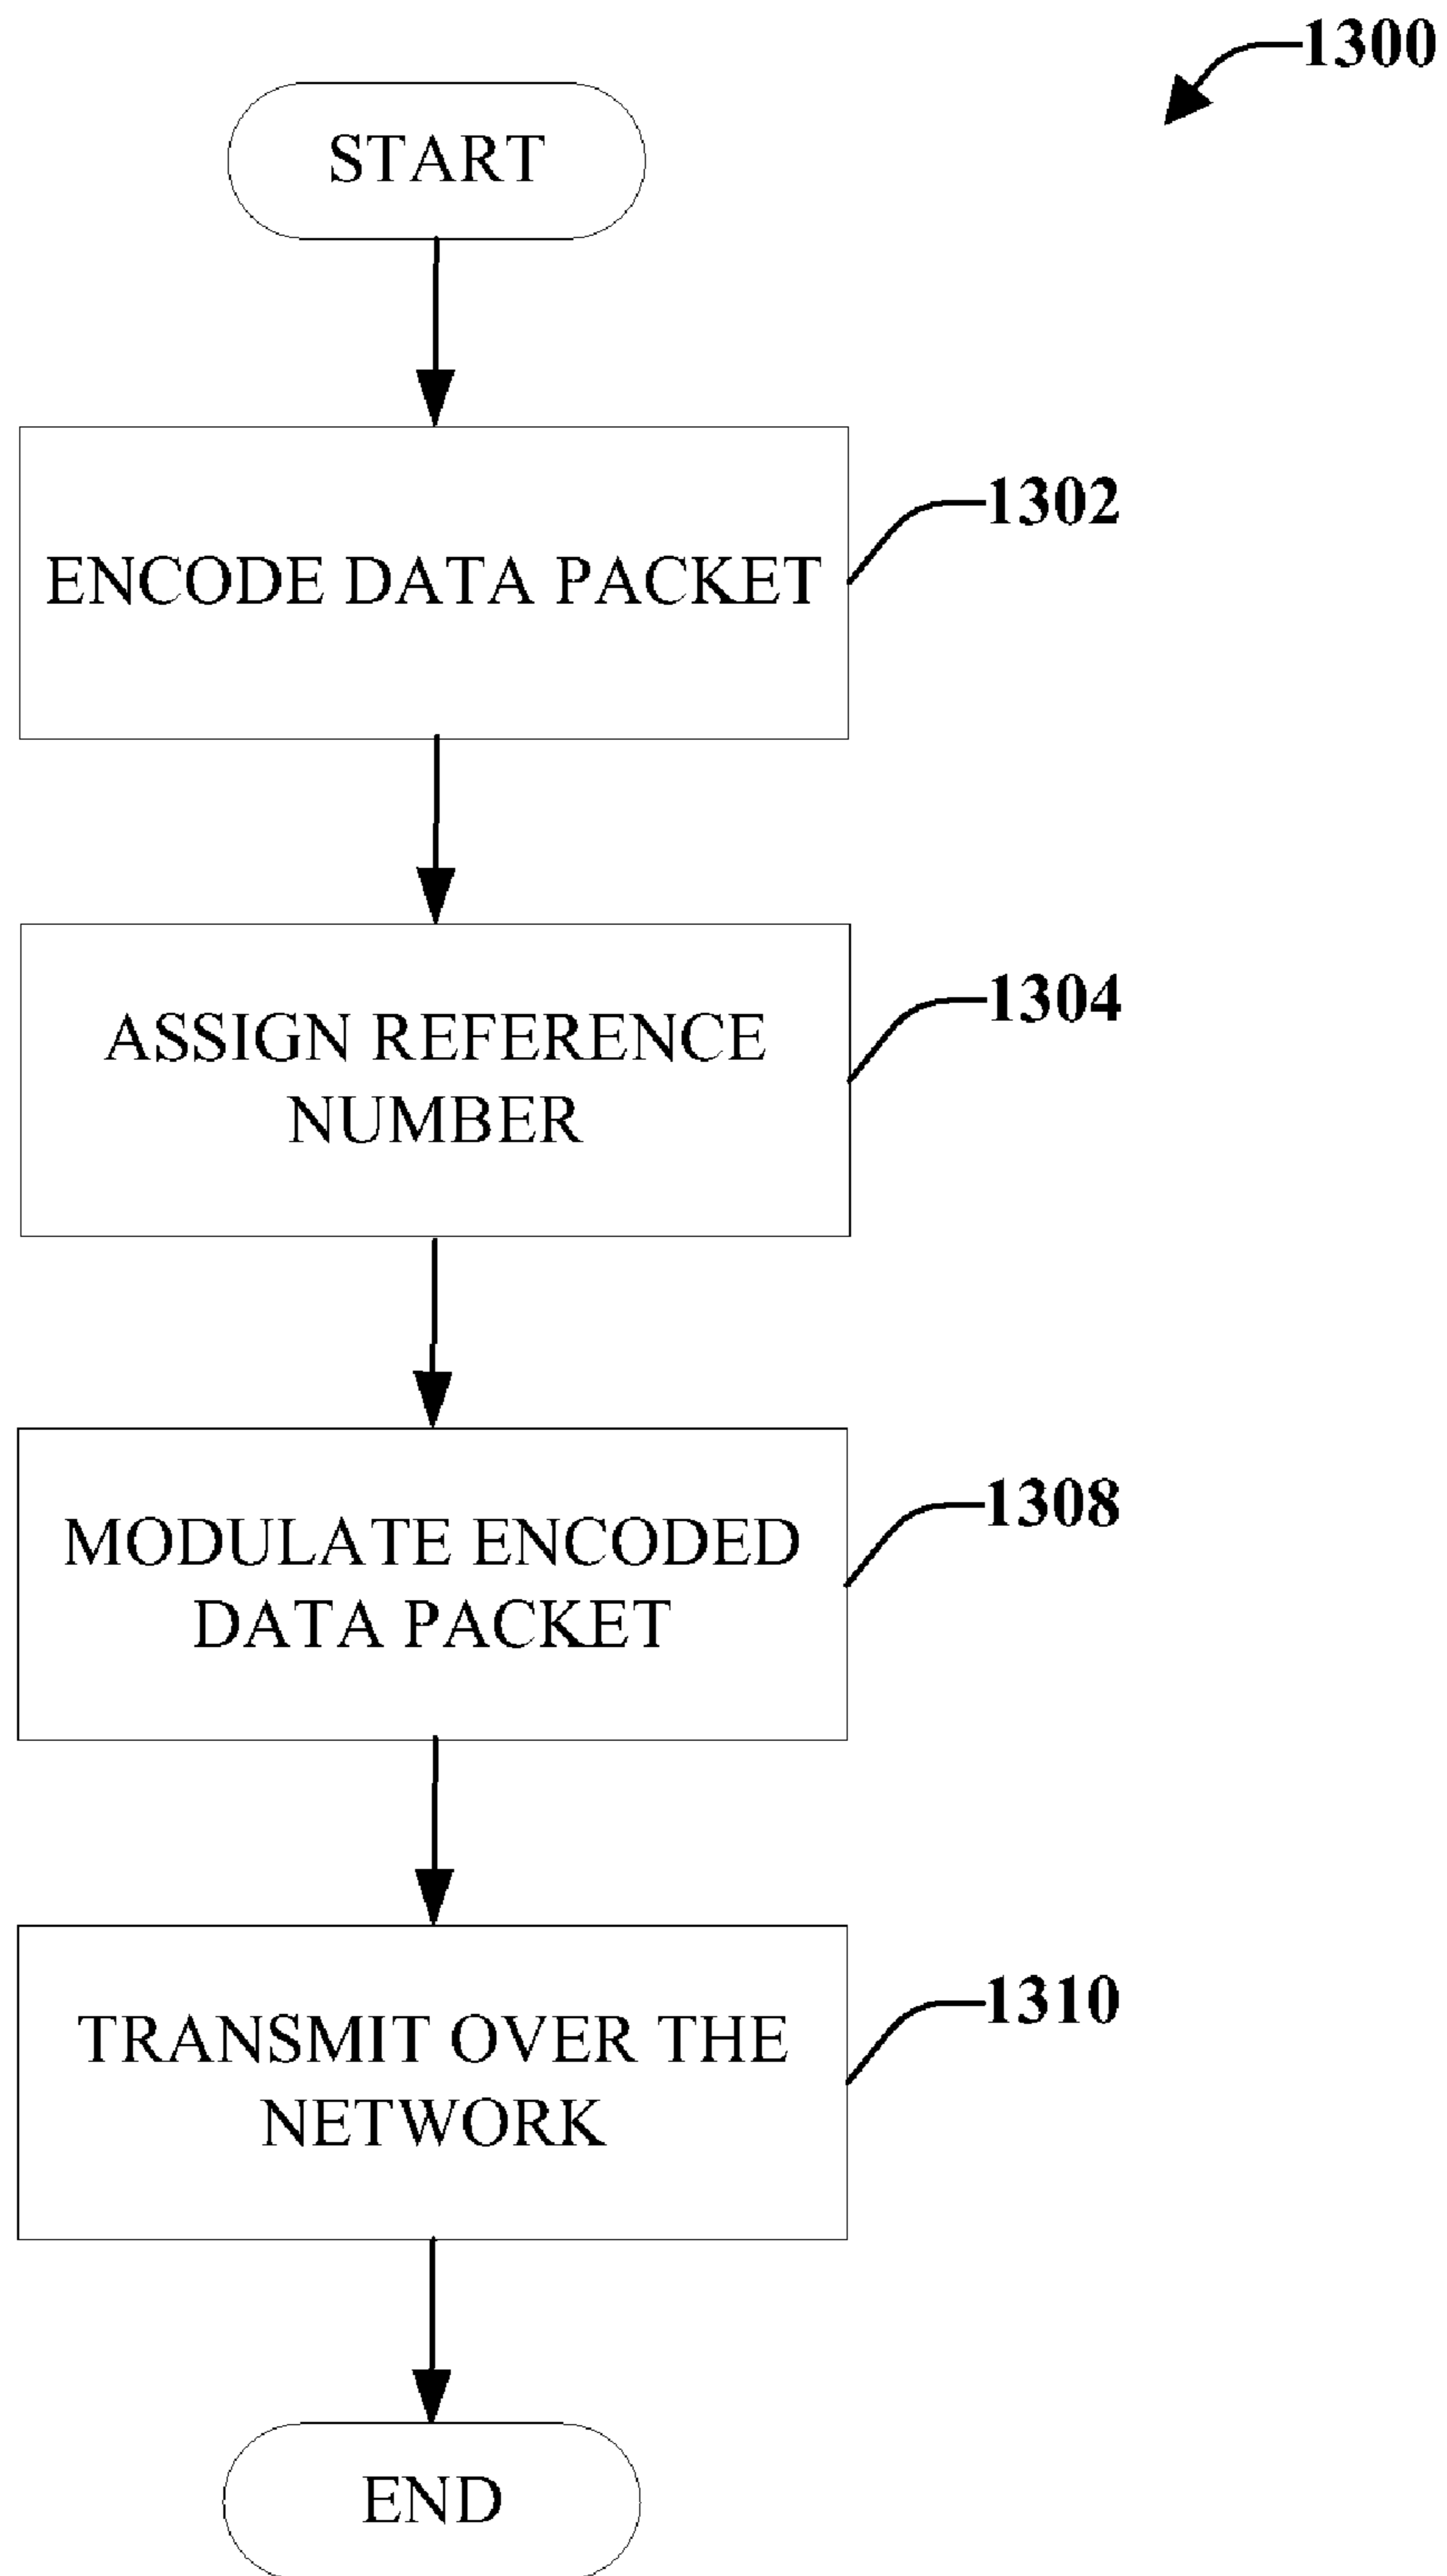 1300
START
ENCODE DATA PACKET
1302
ASSIGN REFERENCE
NUMBER
1304
MODULATE ENCODED
DATA PACKET
1308
TRANSMIT OVER THE
NETWORK
1310
END